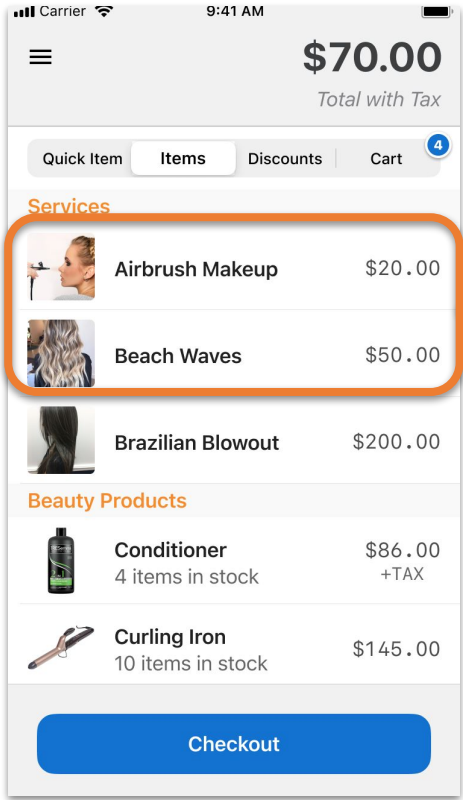 Carrier 9:41 AM
$70.00
Total with Tax
Quick Item Items Discounts Cart 4
Services
Airbrush Makeup $20.00
Beach Waves $50.00
Brazilian Blowout $200.00
Beauty Products
Conditioner $86.00
4 items in stock +TAX
Curling Iron $145.00
10 items in stock
Checkout